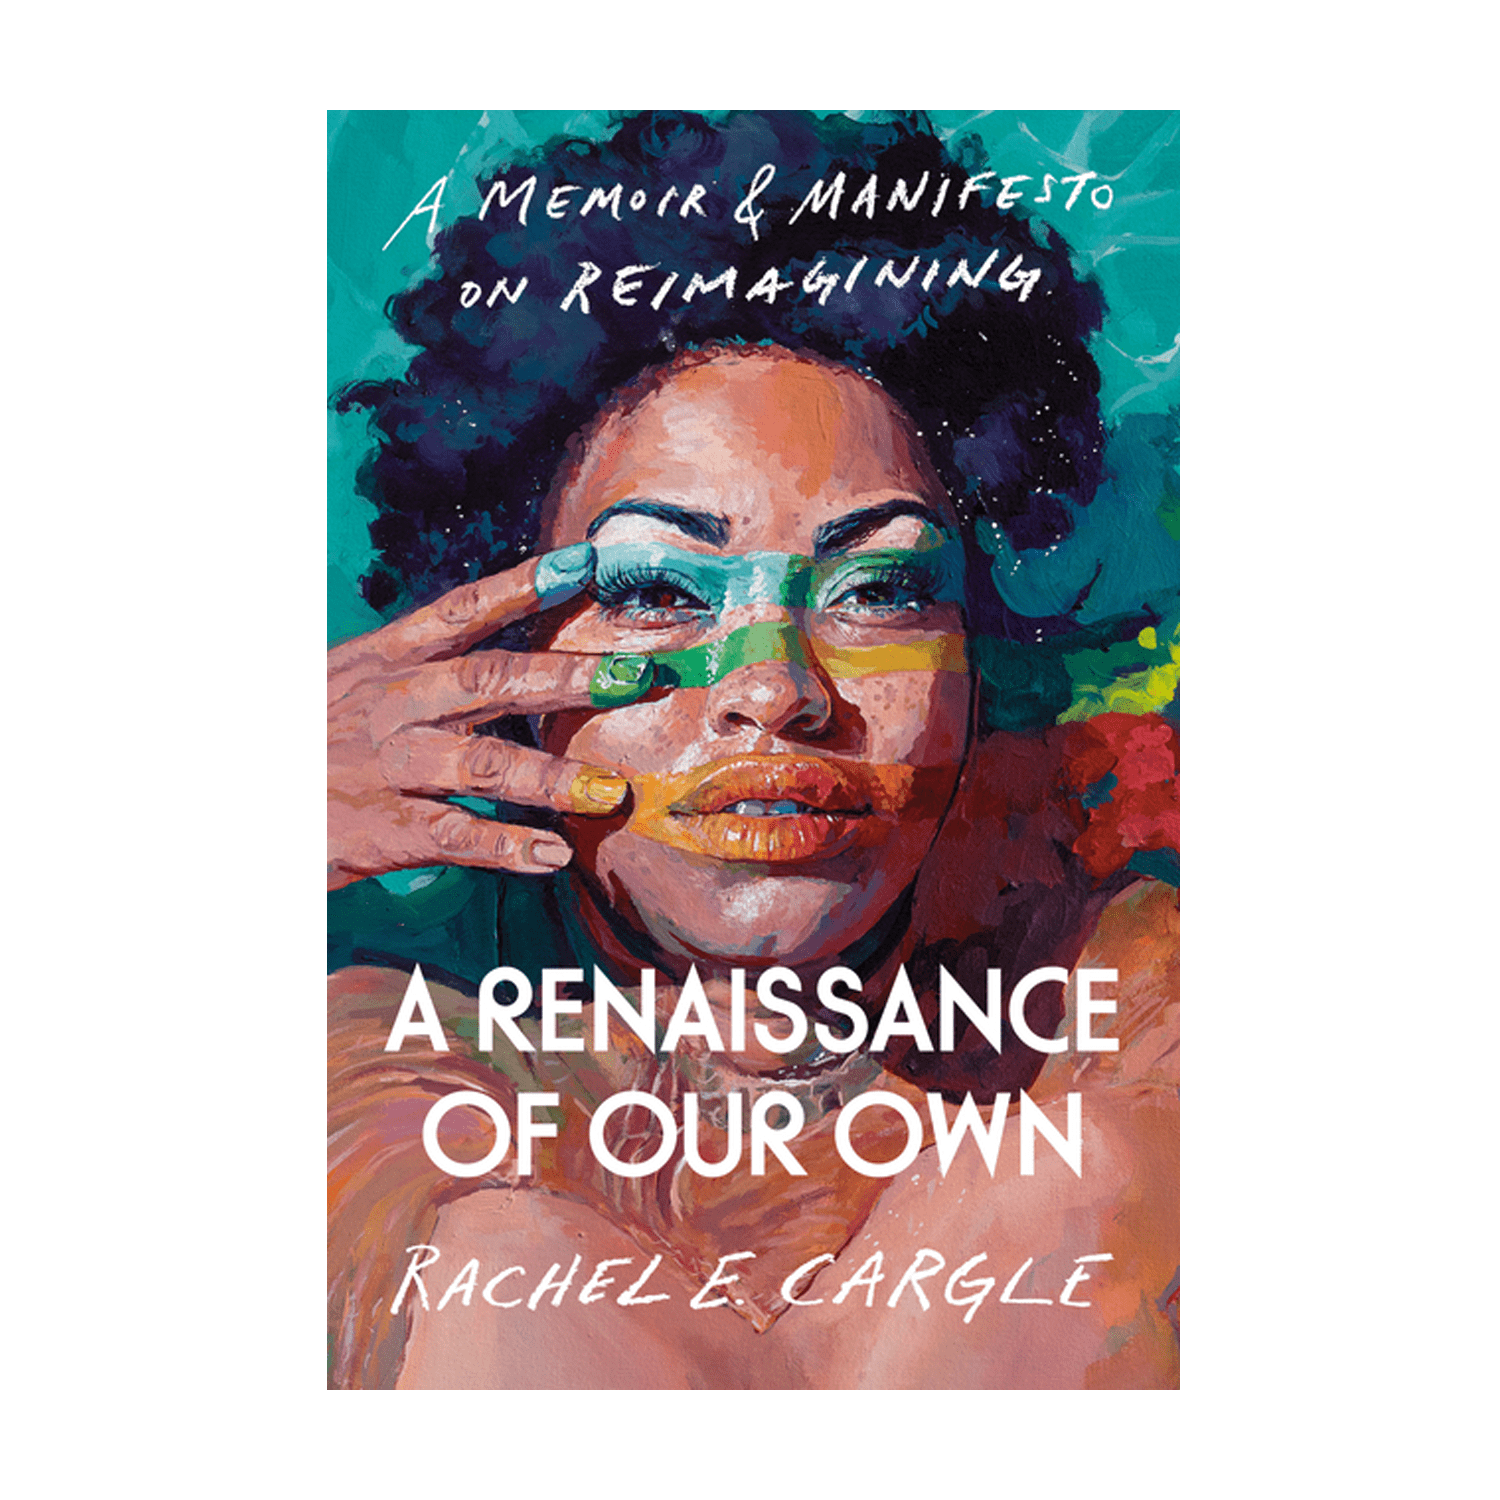 A MEMOIR & MANIFESTO
ON REIMAGINING
A RENAISSANCE
OF OUR OWN
RACHEL E. CARGLE